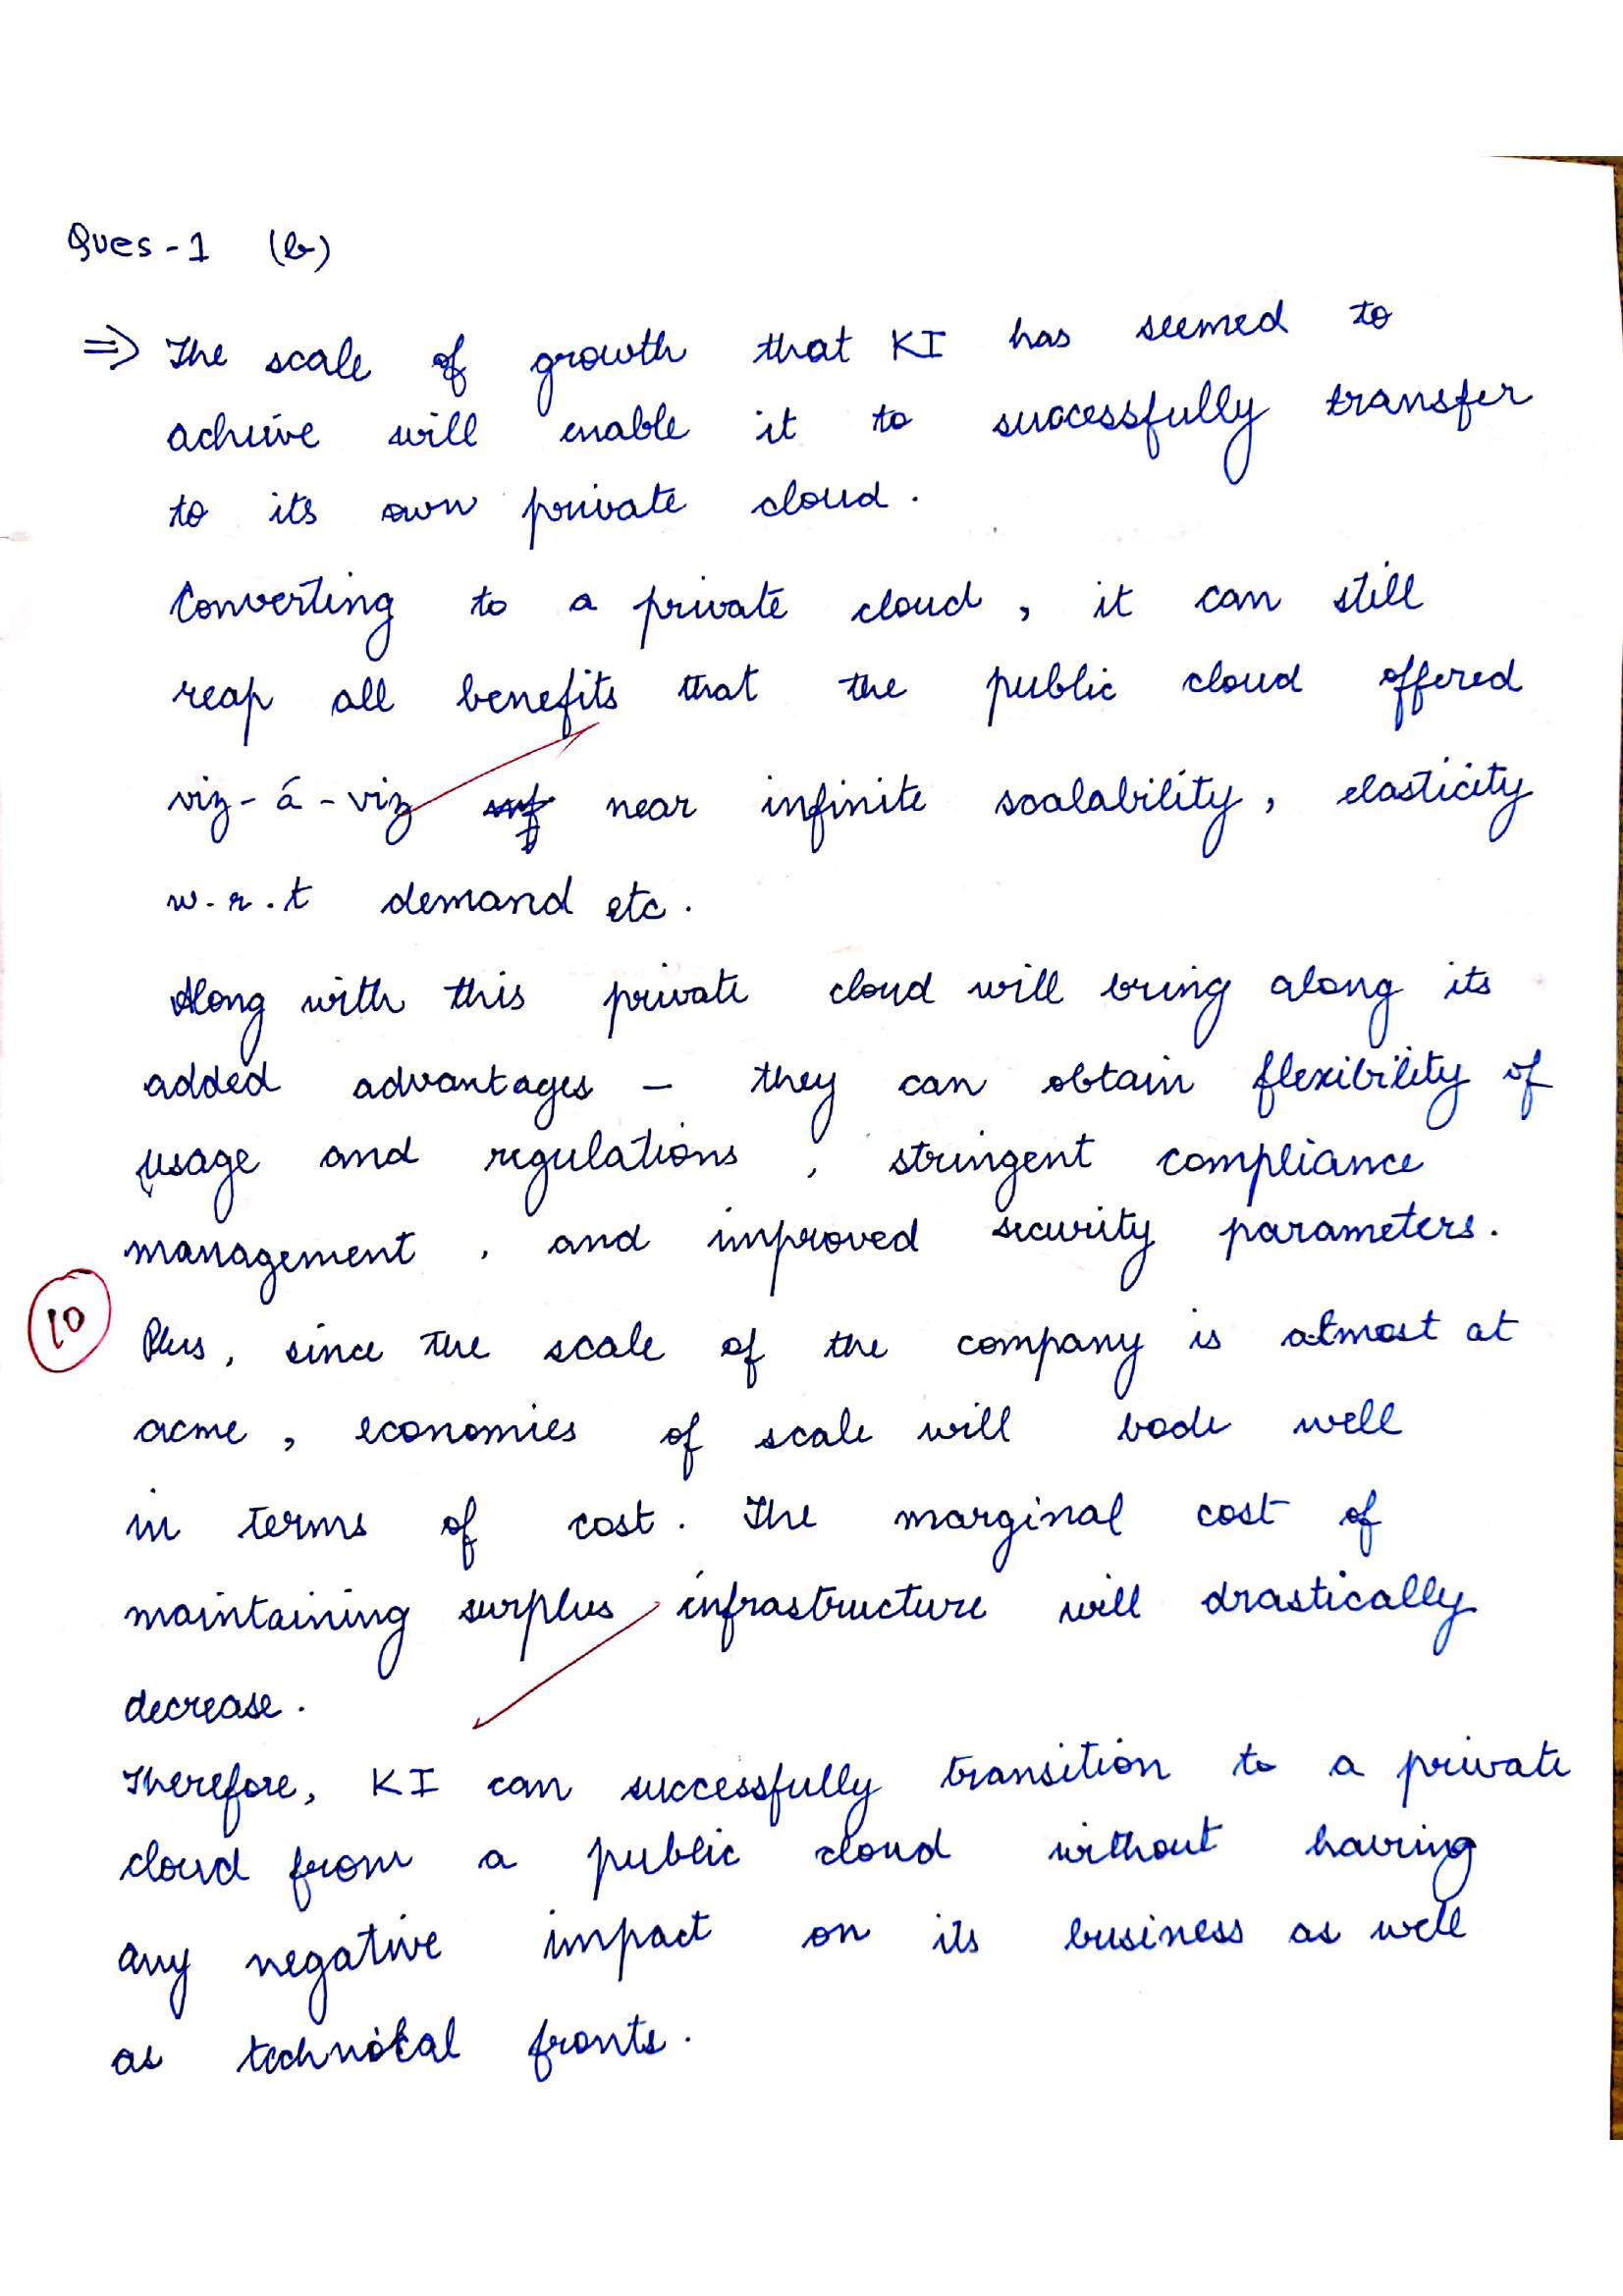 Ques-1 (b)
⇒ The scale of growth that KI has seemed to
achieve will enable it to successfully transfer
to its own private cloud.
Converting to a private cloud, it can still
reap all benefits that the public cloud offered
viz-á-viz near infinite scalability, elasticity
w.r.t demand etc.
Along with this private cloud will bring along its
added advantages - they can obtain flexibility of
usage and regulations, stringent compliance
management, and improved security parameters.
10
Plus, since the scale of the company is almost at
acme, economies of scale will bode well
in terms of cost. The marginal cost of
maintaining surplus infrastructure will drastically
decrease.
Therefore, KI can successfully transition to a private
cloud from a public cloud without having
any negative impact on its business as well
as technical fronts.